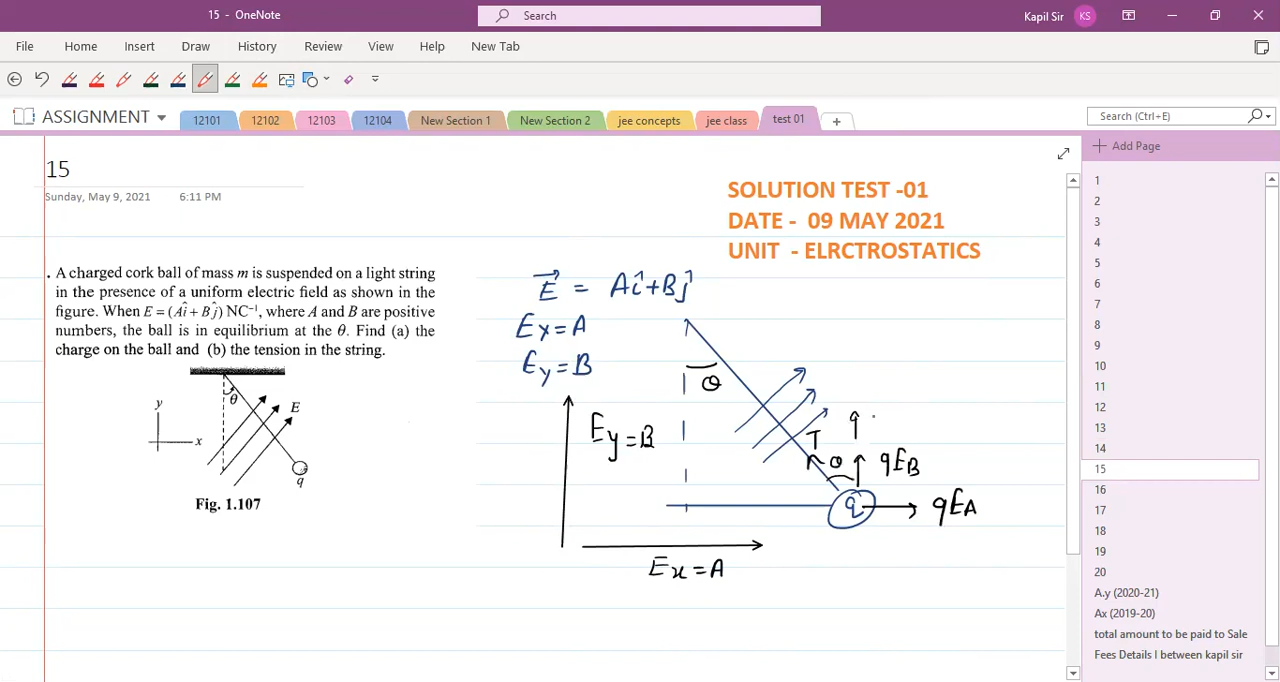 15 - OneNote
Search
Kapil Sir
KS
File
Home
Insert
Draw
History
Review
View
Help
New Tab
ASSIGNMENT
12101
12102
12103
12104
New Section 1
New Section 2
jee concepts
jee class
test 01
Search (Ctrl+E)
Add Page
15
Sunday, May 9, 2021
6:11 PM
SOLUTION TEST -01
DATE - 09 MAY 2021
UNIT - ELRCTROSTATICS
. A charged cork ball of mass m is suspended on a light string
in the presence of a uniform electric field as shown in the
figure. When E = (Aî + Bĵ) NC⁻¹, where A and B are positive
numbers, the ball is in equilibrium at the θ. Find (a) the
charge on the ball and (b) the tension in the string.
y
x
θ
E
q
Fig. 1.107
E⃗ = Aî+Bĵ
Ex=A
Ey=B
θ
Ey=B
T
θ
qEB
q
qEA
Ex=A
1
2
3
4
5
6
7
8
9
10
11
12
13
14
15
16
17
18
19
20
A.y (2020-21)
Ax (2019-20)
total amount to be paid to Sale
Fees Details I between kapil sir